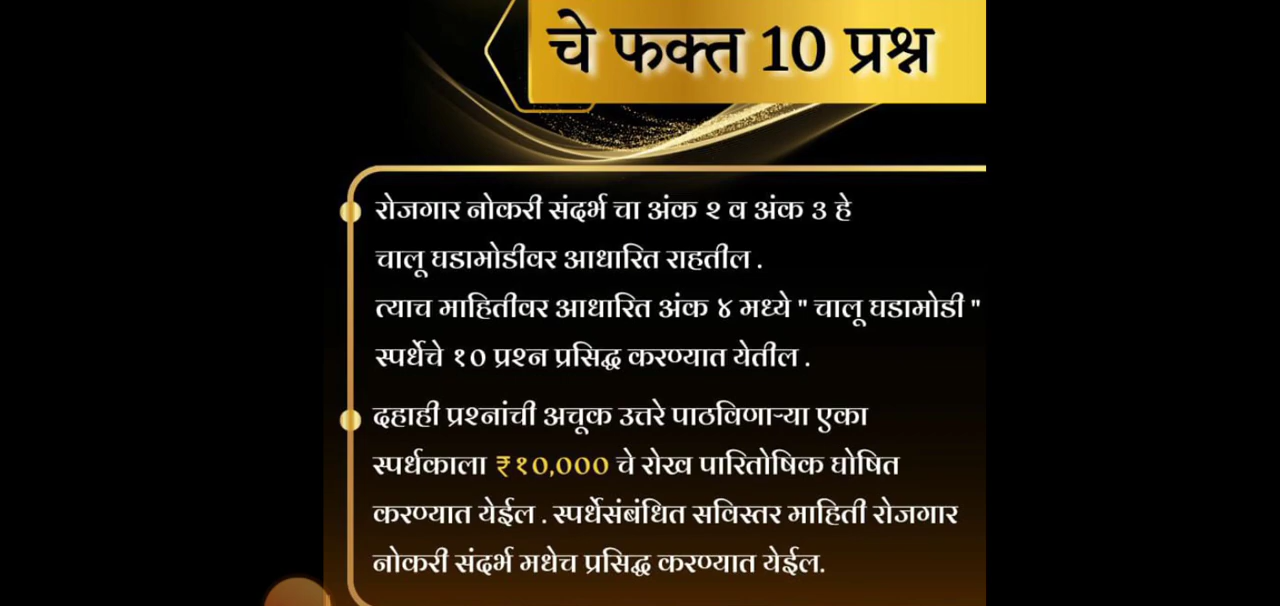 चे फक्त 10 प्रश्न
रोजगार नोकरी संदर्भ चा अंक २ व अंक 3 हे
चालू घडामोडीवर आधारित राहतील .
त्याच माहितीवर आधारित अंक ४ मध्ये " चालू घडामोडी "
स्पर्धेचे १० प्रश्न प्रसिद्ध करण्यात येतील .
दहाही प्रश्नांची अचूक उत्तरे पाठविणाऱ्या एका
स्पर्धकाला ₹१०,००० चे रोख पारितोषिक घोषित
करण्यात येईल . स्पर्धेसंबंधित सविस्तर माहिती रोजगार
नोकरी संदर्भ मधेच प्रसिद्ध करण्यात येईल.